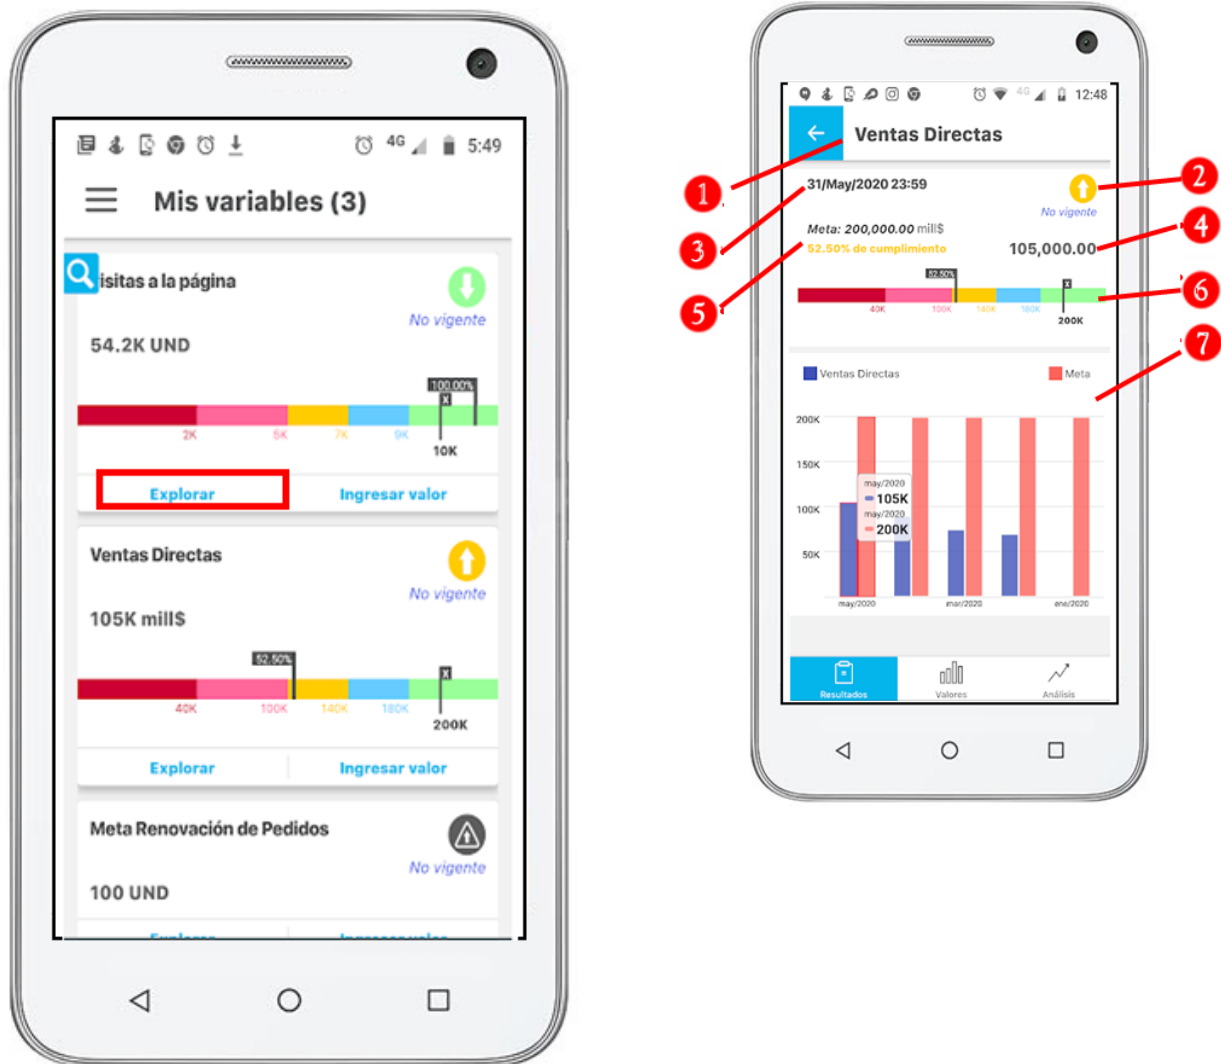 4G 5:49
Mis variables (3)
isitas a la página
No vigente
54.2K UND
100.00%
X
2K 5K 7K 9K
10K
Explorar Ingresar valor
Ventas Directas
No vigente
105K mill$
52.50%
X
40K 100K 140K 180K
200K
Explorar Ingresar valor
Meta Renovación de Pedidos
No vigente
100 UND
Explorar Ingresar valor
4G 12:48
Ventas Directas
1
2
31/May/2020 23:59
No vigente
3
Meta: 200,000.00 mill$
4
52.50% de cumplimiento 105,000.00
52.50%
X
5
6
40K 100K 140K 180K
200K
7
Ventas Directas Meta
200K
150K
may/2020
105K
100K
may/2020
200K
50K
may/2020 mar/2020 ene/2020
Resultados Valores Análisis